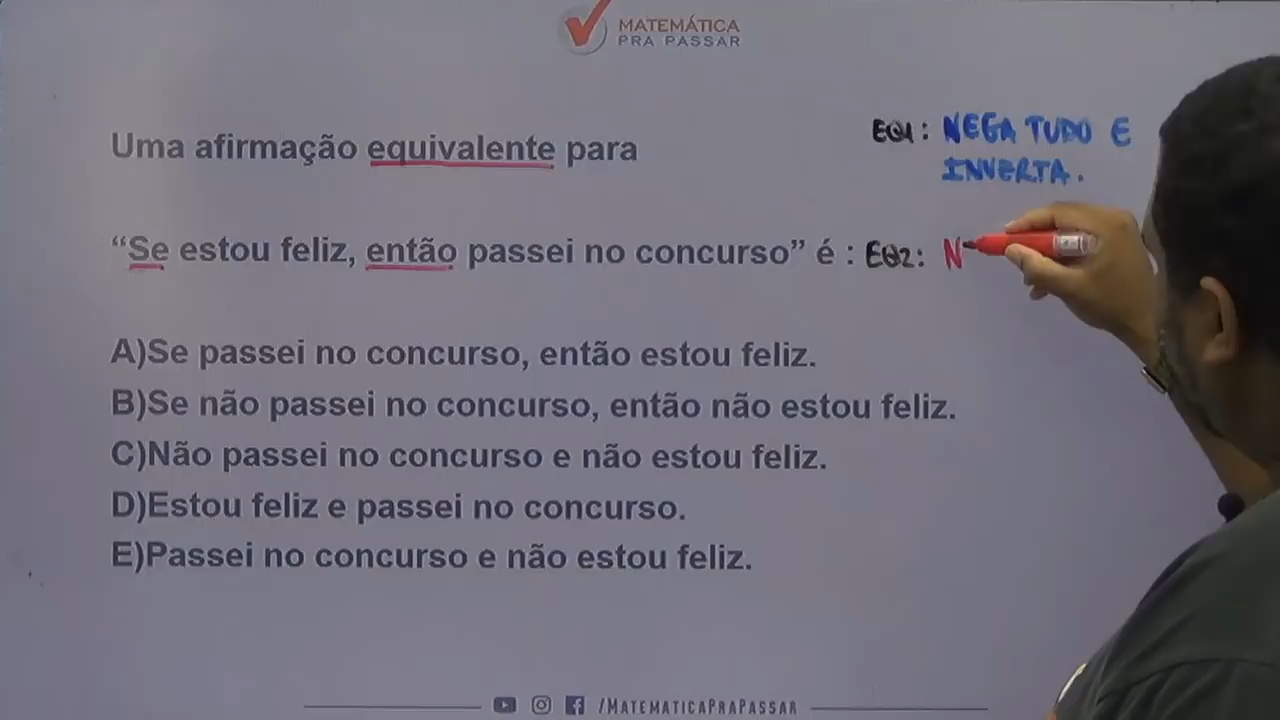 MATEMÁTICA
PRA PASSAR
EQ1: NEGA TUDO E
INVERTA.
Uma afirmação equivalente para
“Se estou feliz, então passei no concurso” é : EQ2: N
A)Se passei no concurso, então estou feliz.
B)Se não passei no concurso, então não estou feliz.
C)Não passei no concurso e não estou feliz.
D)Estou feliz e passei no concurso.
E)Passei no concurso e não estou feliz.
/MATEMATICAPRAPASSAR